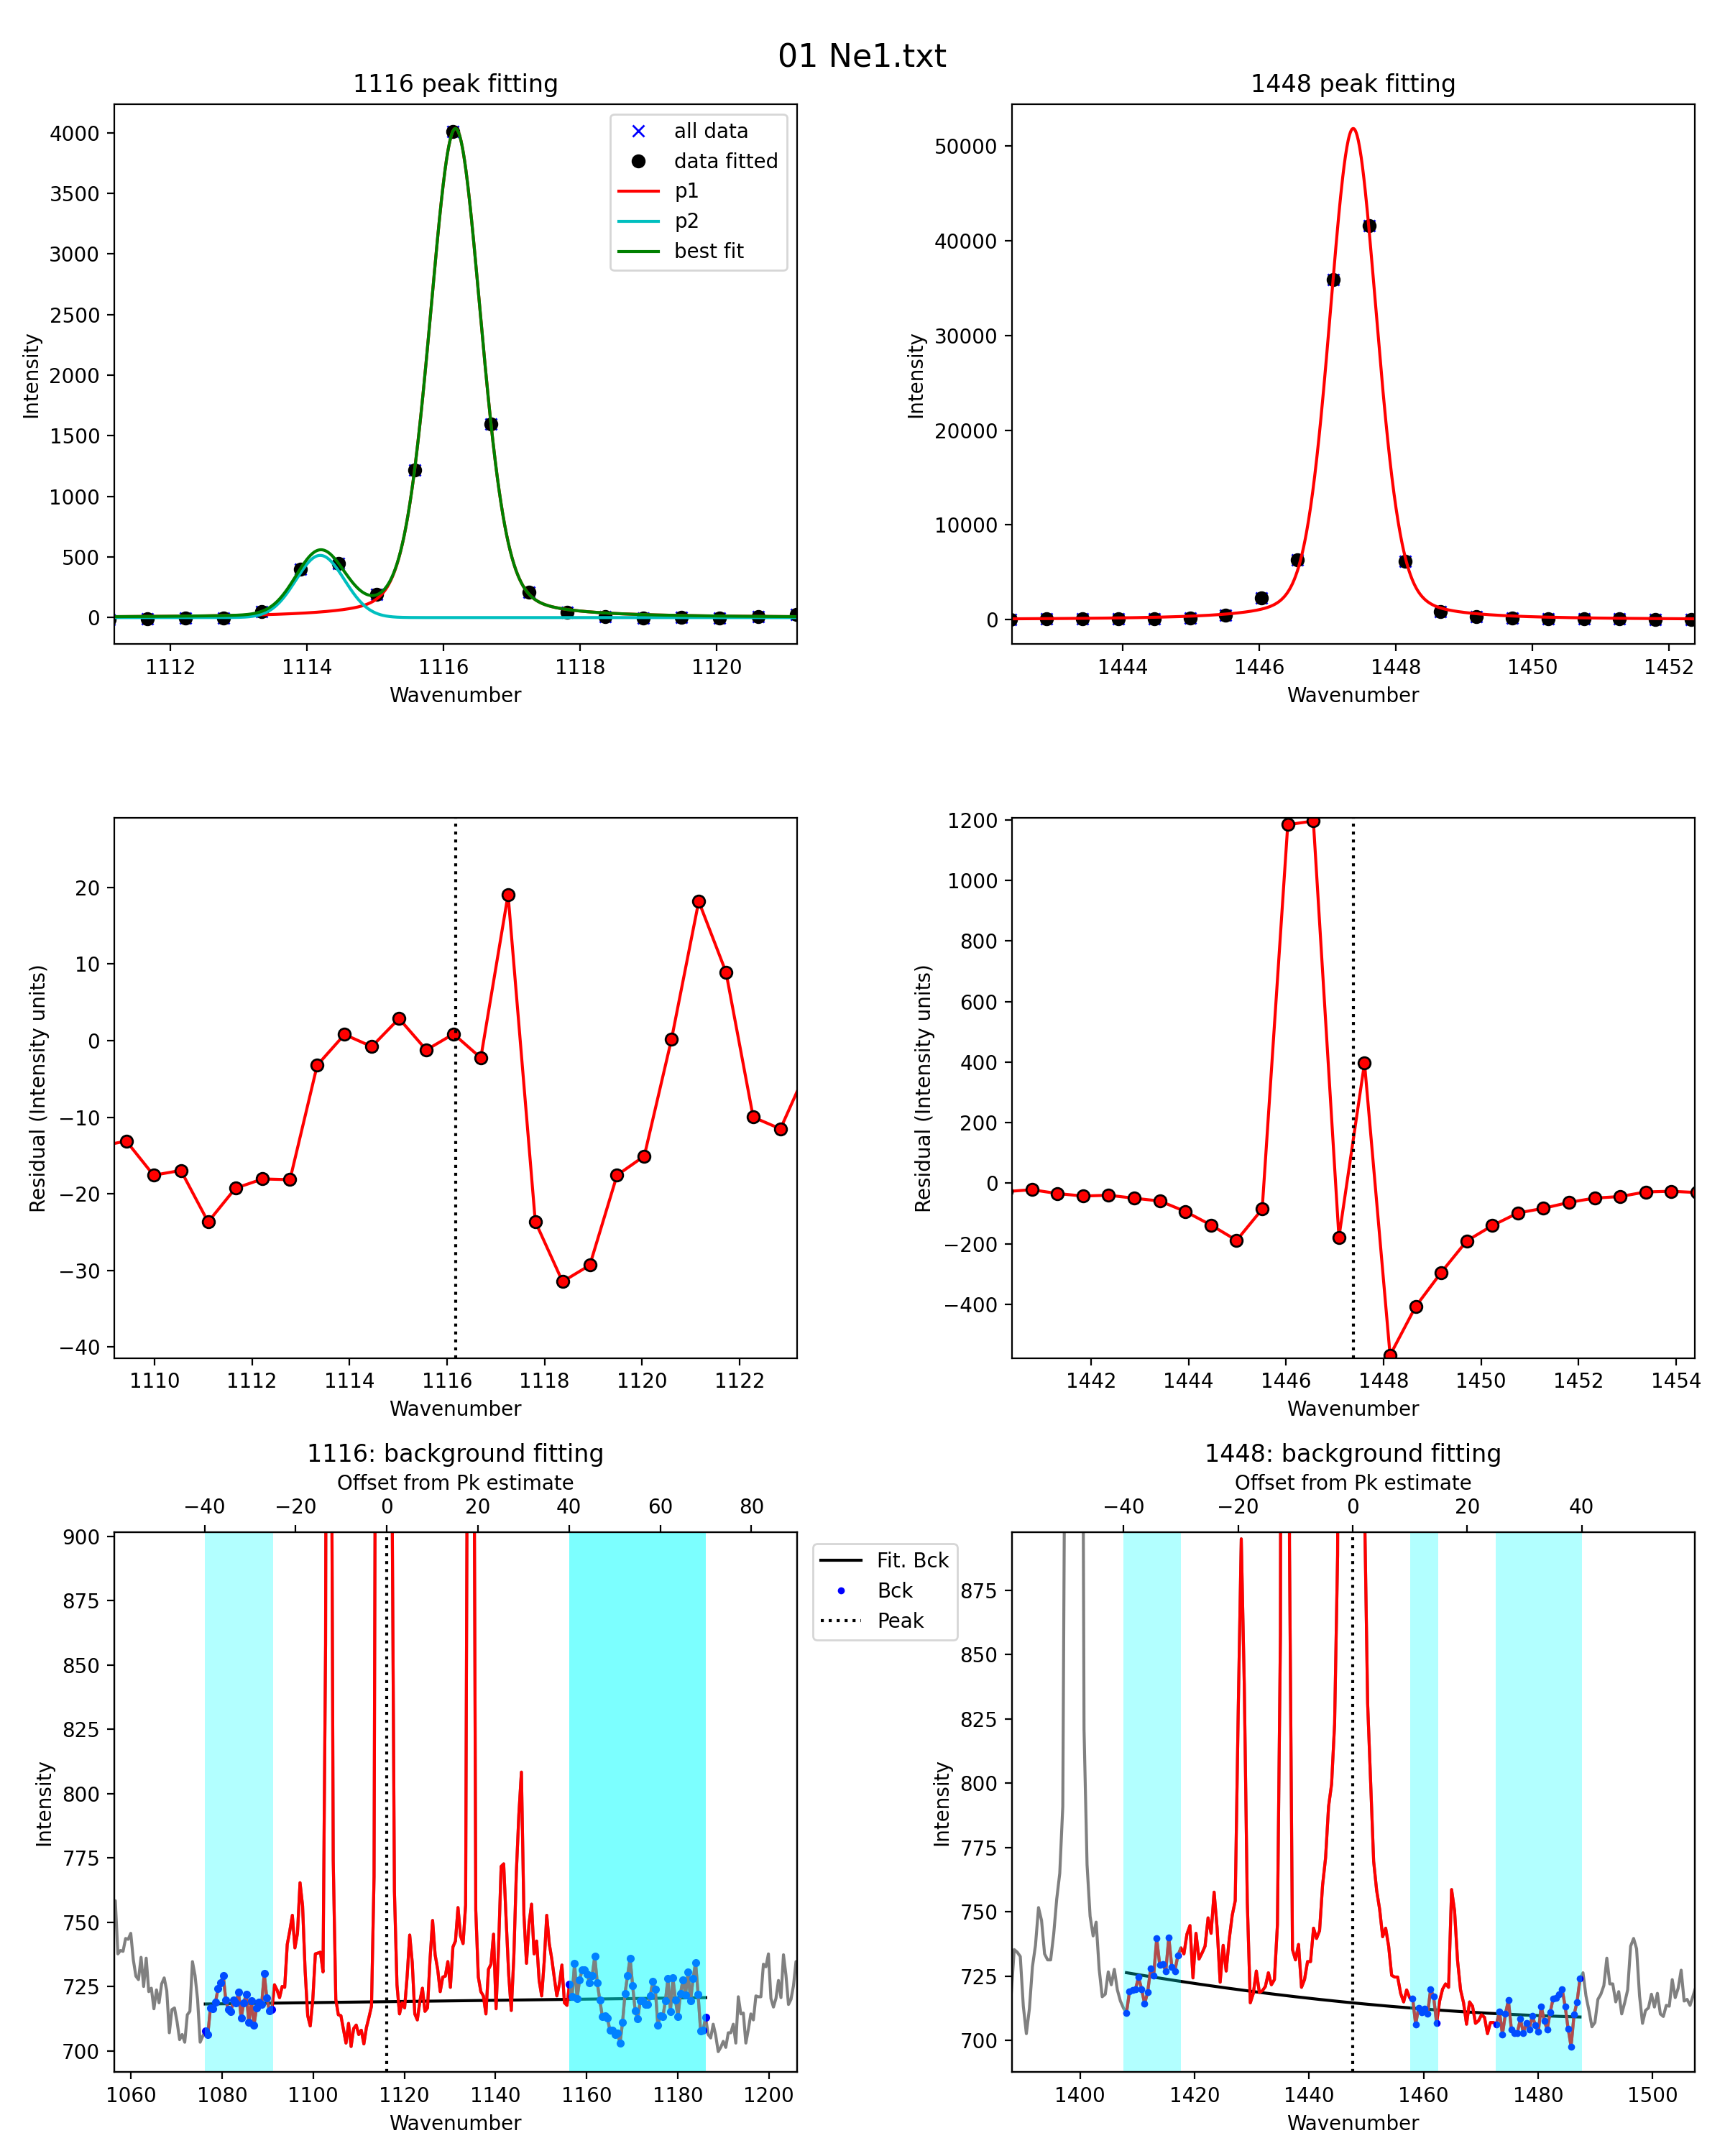 01 Ne1.txt
1116 peak fitting
4000
3500
3000
2500
2000
1500
1000
500
0
Intensity
all data
data fitted
p1
p2
best fit
1112 1114 1116 1118 1120
Wavenumber
1448 peak fitting
50000
40000
30000
20000
10000
0
Intensity
1444 1446 1448 1450 1452
Wavenumber
20
10
0
−10
−20
−30
−40
Residual (Intensity units)
1110 1112 1114 1116 1118 1120 1122
Wavenumber
1200
1000
800
600
400
200
0
−200
−400
Residual (Intensity units)
1442 1444 1446 1448 1450 1452 1454
Wavenumber
1116: background fitting
Offset from Pk estimate
−40 −20 0 20 40 60 80
900
875
850
825
800
775
750
725
700
Intensity
1060 1080 1100 1120 1140 1160 1180 1200
Wavenumber
Fit. Bck
Bck
Peak
1448: background fitting
Offset from Pk estimate
−40 −20 0 20 40
875
850
825
800
775
750
725
700
Intensity
1400 1420 1440 1460 1480 1500
Wavenumber